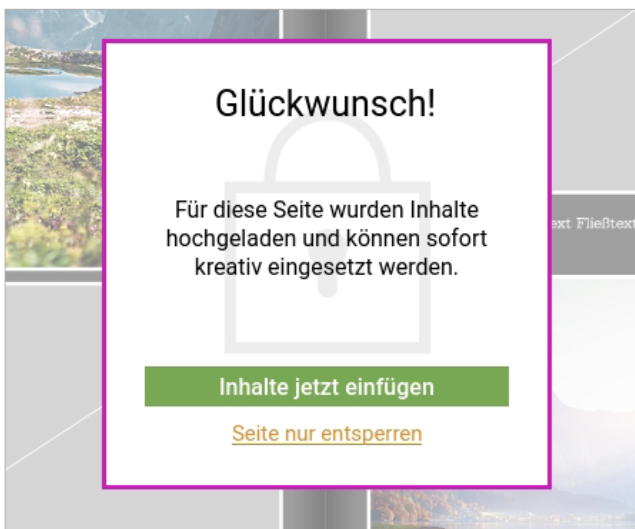 Glückwunsch!
ext Fließtext
Für diese Seite wurden Inhalte
hochgeladen und können sofort
kreativ eingesetzt werden.
Inhalte jetzt einfügen
Seite nur entsperren